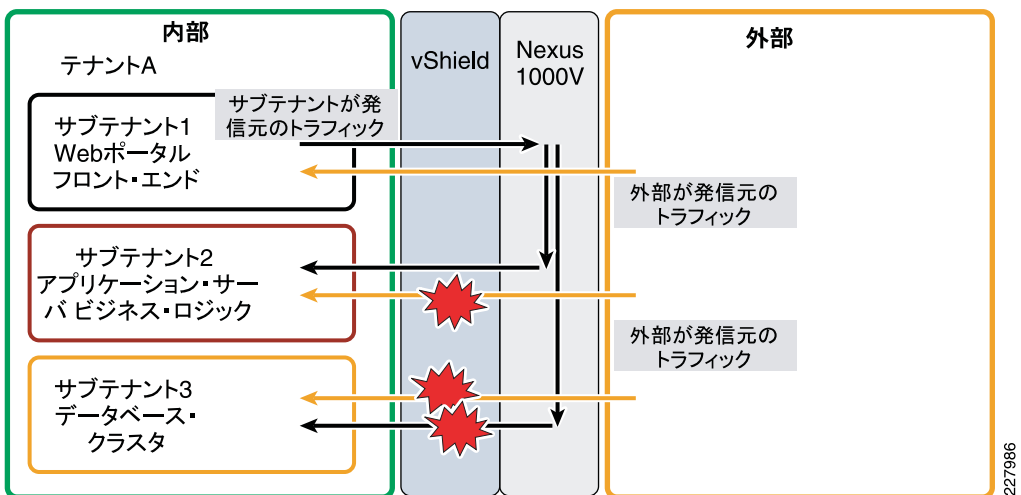 内部
テナントA
サブテナント1
Webポータル
フロント・エンド
サブテナントが発
信元のトラフィック
vShield
Nexus
1000V
外部
外部が発信元の
トラフィック
サブテナント2
アプリケーション・サー
バ ビジネス・ロジック
外部が発信元の
トラフィック
サブテナント3
データベース・
クラスタ
227986